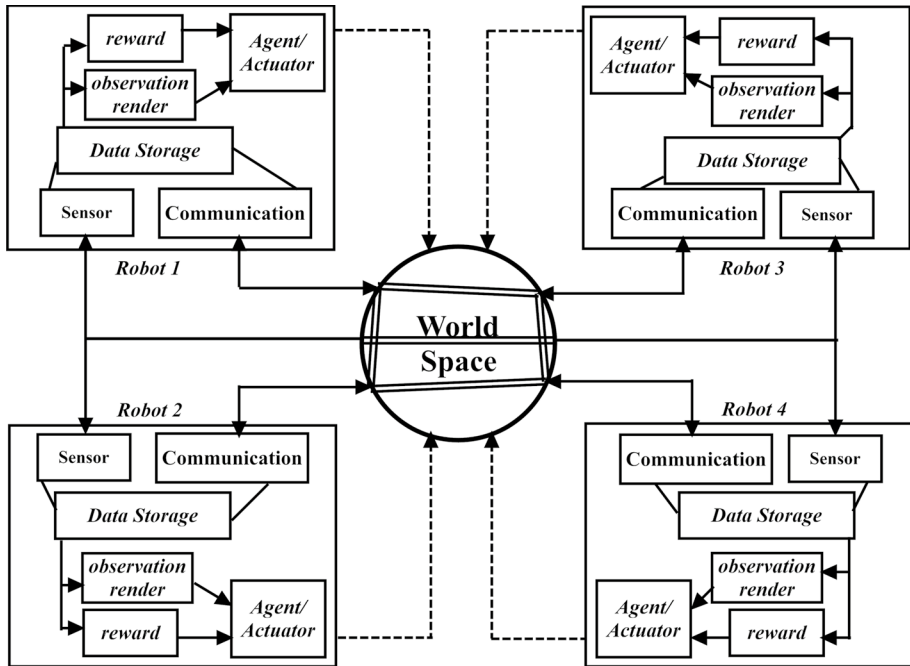 reward
Agent/
Actuator
observation
render
Data Storage
Sensor
Communication
Robot 1
Agent/
Actuator
reward
observation
render
Data Storage
Communication
Sensor
Robot 3
World
Space
Robot 2
Sensor
Communication
Data Storage
observation
render
Agent/
Actuator
reward
Robot 4
Communication
Sensor
Data Storage
observation
render
Agent/
Actuator
reward